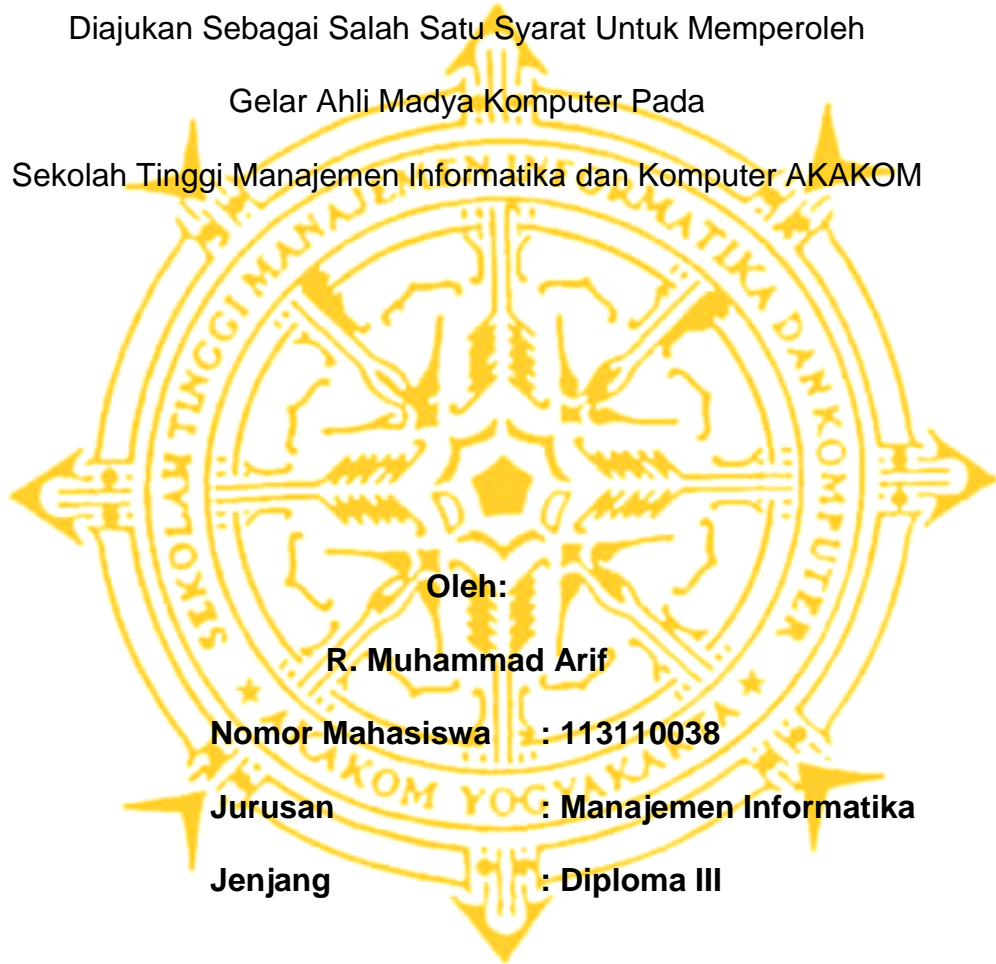 Diajukan Sebagai Salah Satu Syarat Untuk Memperoleh
Gelar Ahli Madya Komputer Pada
Sekolah Tinggi Manajemen Informatika dan Komputer AKAKOM
SEKOLAH TINGGI MANAJEMEN INFORMATIKA DAN KOMPUTER
★ AKAKOM YOGYAKARTA ★
Oleh:
R. Muhammad Arif
Nomor Mahasiswa : 113110038
Jurusan : Manajemen Informatika
Jenjang : Diploma III